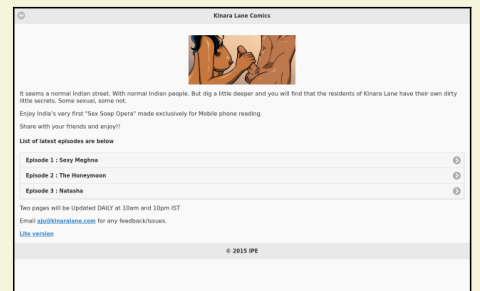 Kinara Lane Comics
It seems a normal Indian street. With normal Indian people. But dig a little deeper and you will find that the residents of Kinara Lane have their own dirty
little secrets. Some sexual, some not.
Enjoy India's very first "Sex Soap Opera" made exclusively for Mobile phone reading.
Share with your friends and enjoy!!
List of latest episodes are below
Episode 1 : Sexy Meghna
Episode 2 : The Honeymoon
Episode 3 : Natasha
Two pages will be Updated DAILY at 10am and 10pm IST
Email aju@kinaralane.com for any feedback/issues.
Lite version
© 2015 IPE